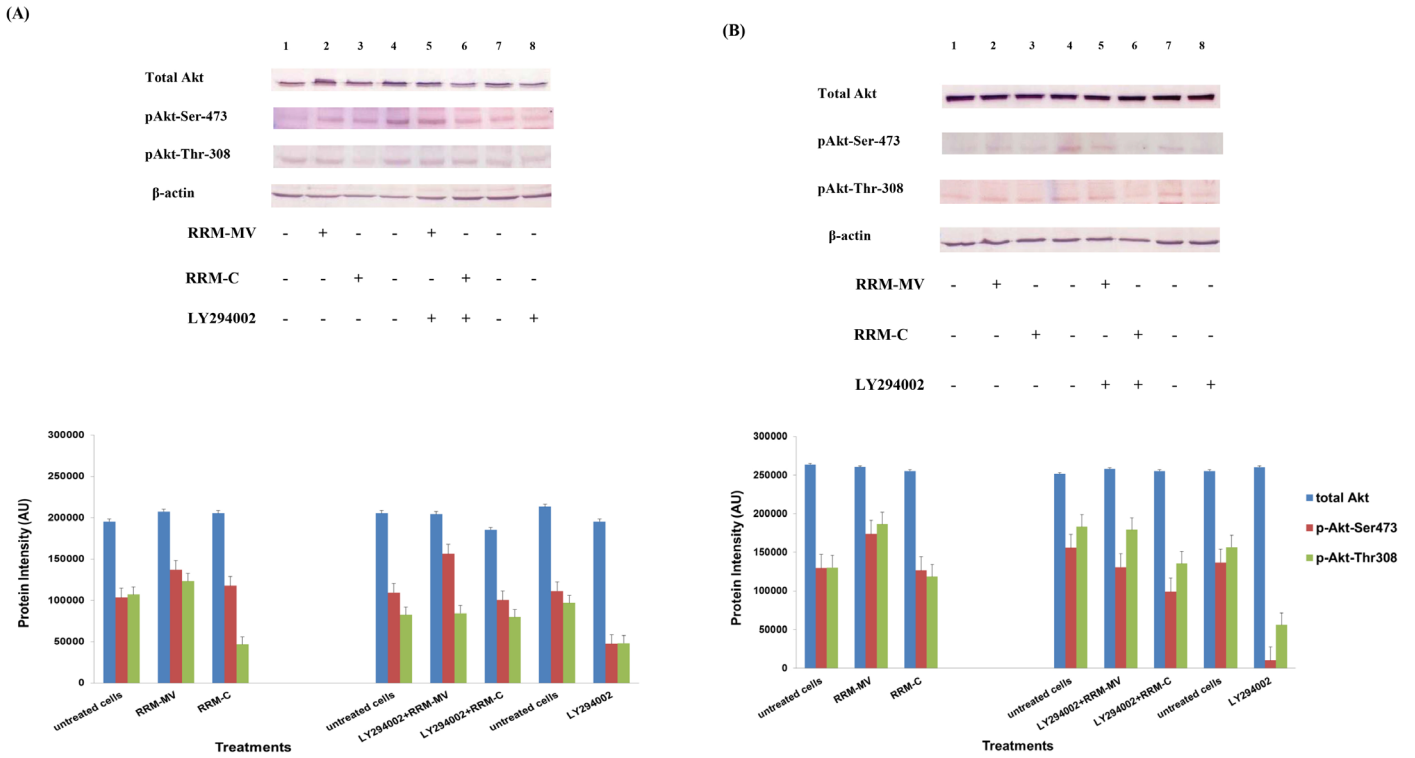 (A)
1 2 3 4 5 6 7 8
Total Akt
pAkt-Ser-473
pAkt-Thr-308
β-actin
RRM-MV - + - - + - - -
RRM-C - - + - - + - -
LY294002 - - - - + + - +
300000
250000
200000
150000
100000
50000
0
Protein Intensity (AU)
untreated cells
RRM-MV
RRM-C
untreated cells
LY294002+RRM-MV
LY294002+RRM-C
untreated cells
LY294002
Treatments
(B)
1 2 3 4 5 6 7 8
Total Akt
pAkt-Ser-473
pAkt-Thr-308
β-actin
RRM-MV - + - - + - - -
RRM-C - - + - - + - -
LY294002 - - - - + + - +
300000
250000
200000
150000
100000
50000
0
Protein Intensity (AU)
untreated cells
RRM-MV
RRM-C
untreated cells
LY294002+RRM-MV
LY294002+RRM-C
untreated cells
LY294002
Treatments
total Akt
p-Akt-Ser473
p-Akt-Thr308